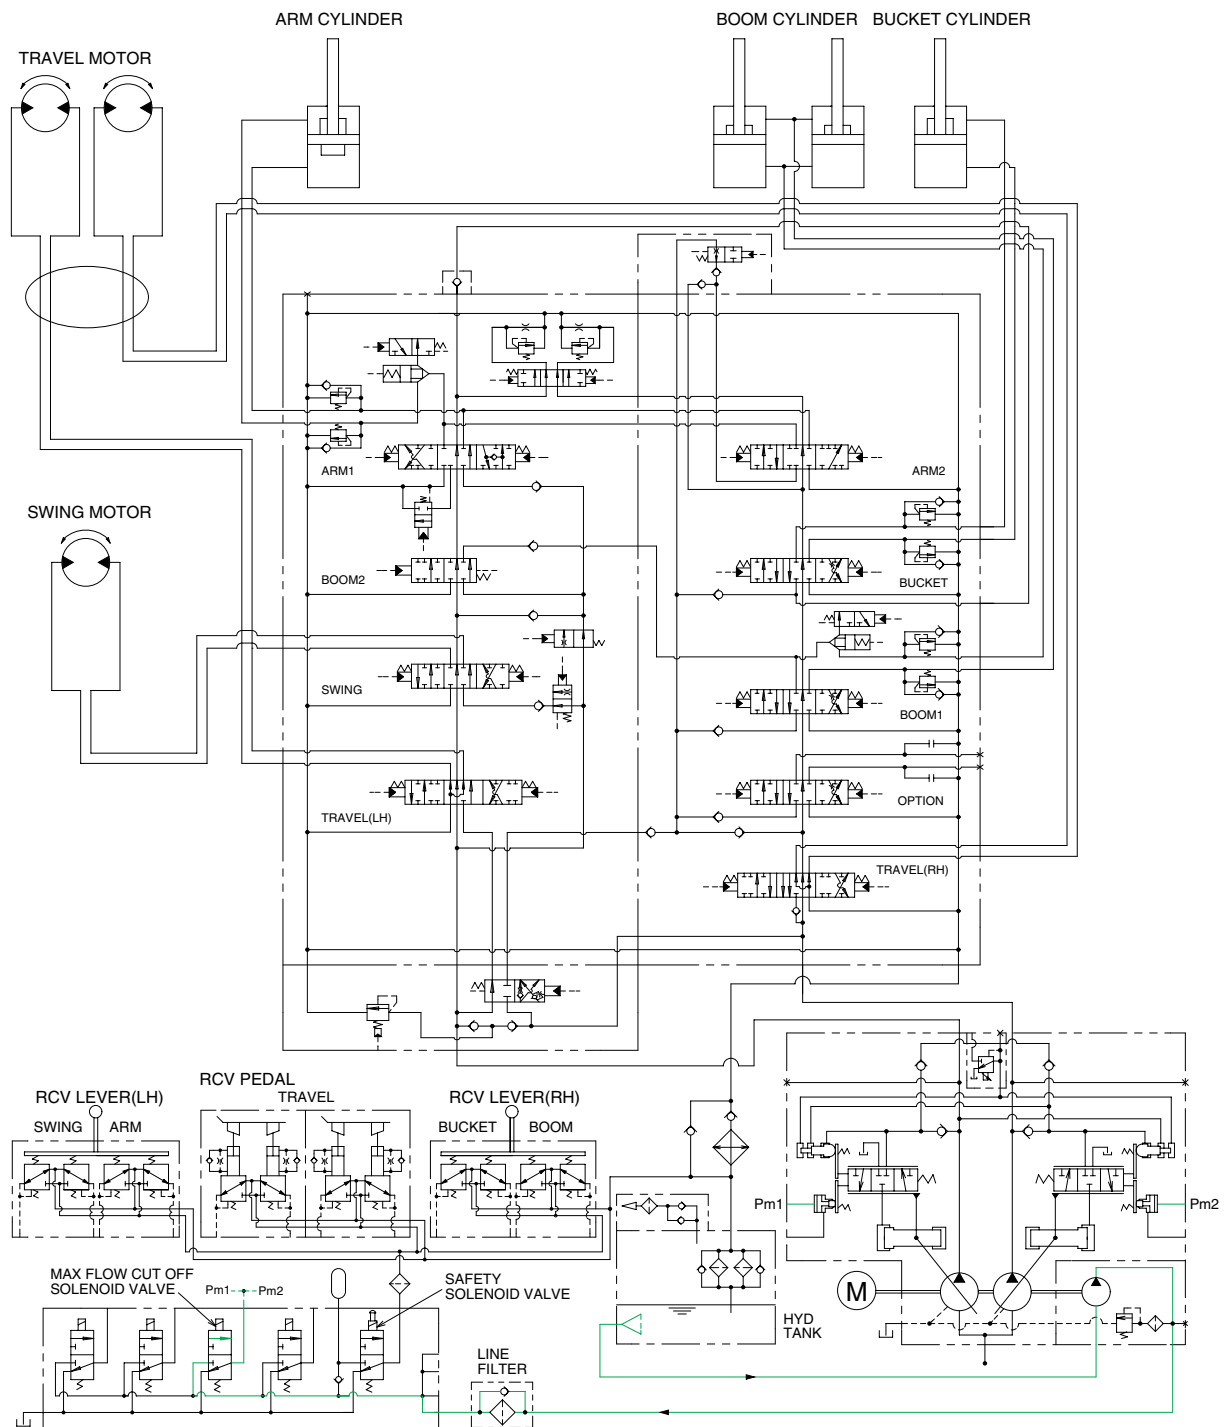 ARM CYLINDER
BOOM CYLINDER
BUCKET CYLINDER
TRAVEL MOTOR
ARM1
ARM2
SWING MOTOR
BOOM2
BUCKET
SWING
BOOM1
OPTION
TRAVEL(LH)
TRAVEL(RH)
RCV LEVER(LH)
SWING
ARM
RCV PEDAL
TRAVEL
RCV LEVER(RH)
BUCKET
BOOM
Pm1
Pm2
MAX FLOW CUT OFF
SOLENOID VALVE
Pm1
Pm2
SAFETY
SOLENOID VALVE
M
HYD
TANK
LINE
FILTER